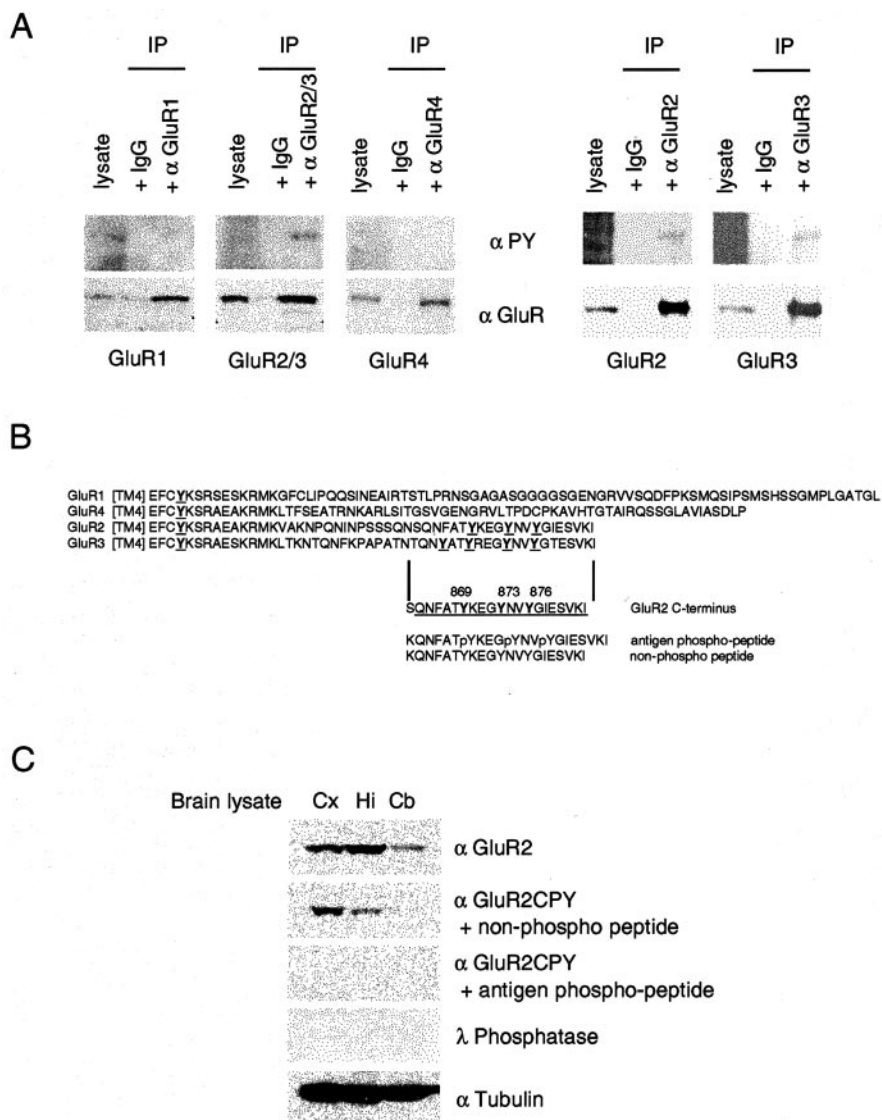 A
IP IP IP IP IP
lysate + IgG + α GluR1 lysate + IgG + α GluR2/3 lysate + IgG + α GluR4 lysate + IgG + α GluR2 lysate + IgG + α GluR3
α PY
α GluR
GluR1 GluR2/3 GluR4 GluR2 GluR3
B
GluR1 [TM4] EFCYKSRSESKRMKGFCLIPQQSINEAIRTSTLPRNSGAGASGGGGSGENGRVVSQDFPKSMQSIPSMSHSSGMPLGATGL
GluR4 [TM4] EFCYKSRAEAKRMKLTFSEATRNKARLSITGSVGENGRVLTPDCPKAVHTGTAIRQSSGLAVIASDLP
GluR2 [TM4] EFCYKSRAEAKRMKVAKNPQNINPSSSQNSQNFATYKEGYNVYGIESVKI
GluR3 [TM4] EFCYKSRAESKRMKLTKNTQNFKPAPATNTQNYATYREGYNVYGTESVKI
869 873 876
SQNFATYKEGYNVYGIESVKI GluR2 C-terminus
KQNFATpYKEGpYNVpYGIESVKI antigen phospho-peptide
KQNFATYKEGYNVYGIESVKI non-phospho peptide
C
Brain lysate Cx Hi Cb
α GluR2
α GluR2CPY
+ non-phospho peptide
α GluR2CPY
+ antigen phospho-peptide
λ Phosphatase
α Tubulin